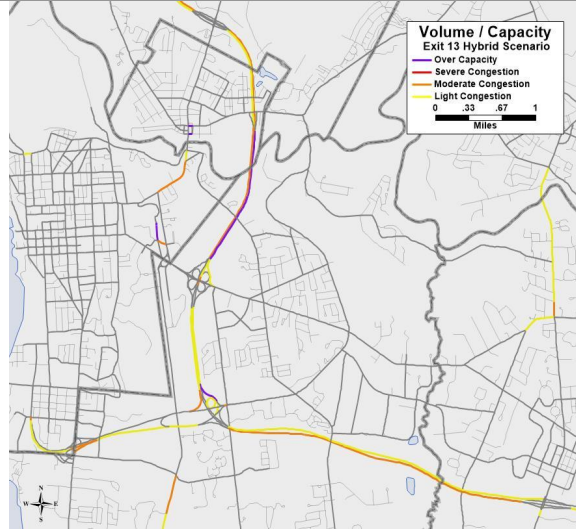 Volume / Capacity
Exit 13 Hybrid Scenario
Over Capacity
Severe Congestion
Moderate Congestion
Light Congestion
0 .33 .67 1
Miles
N
W E
S